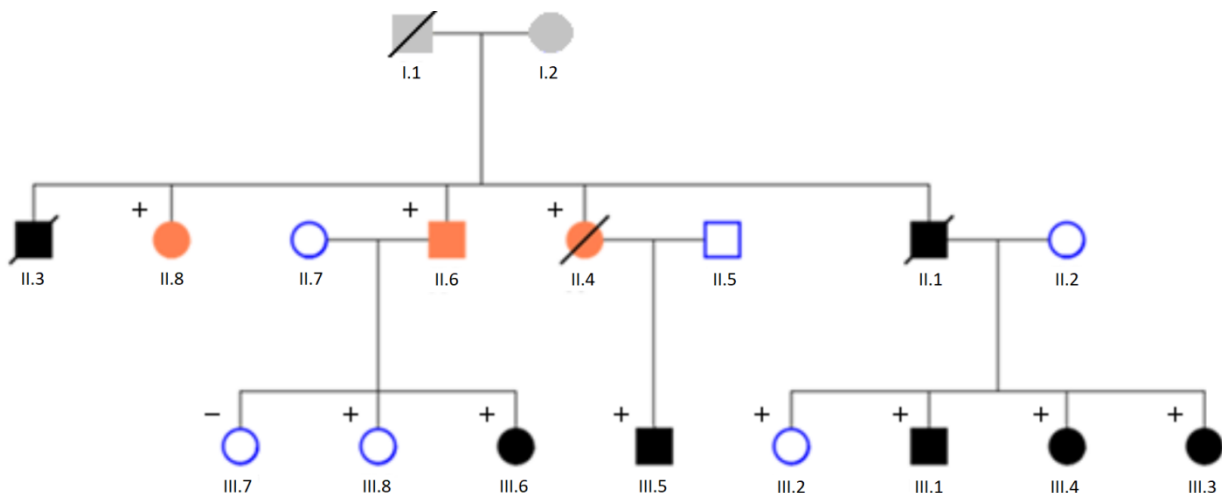 I.1 I.2
+ + +
II.3 II.8 II.7 II.6 II.4 II.5 II.1 II.2
− + + + + + + +
III.7 III.8 III.6 III.5 III.2 III.1 III.4 III.3